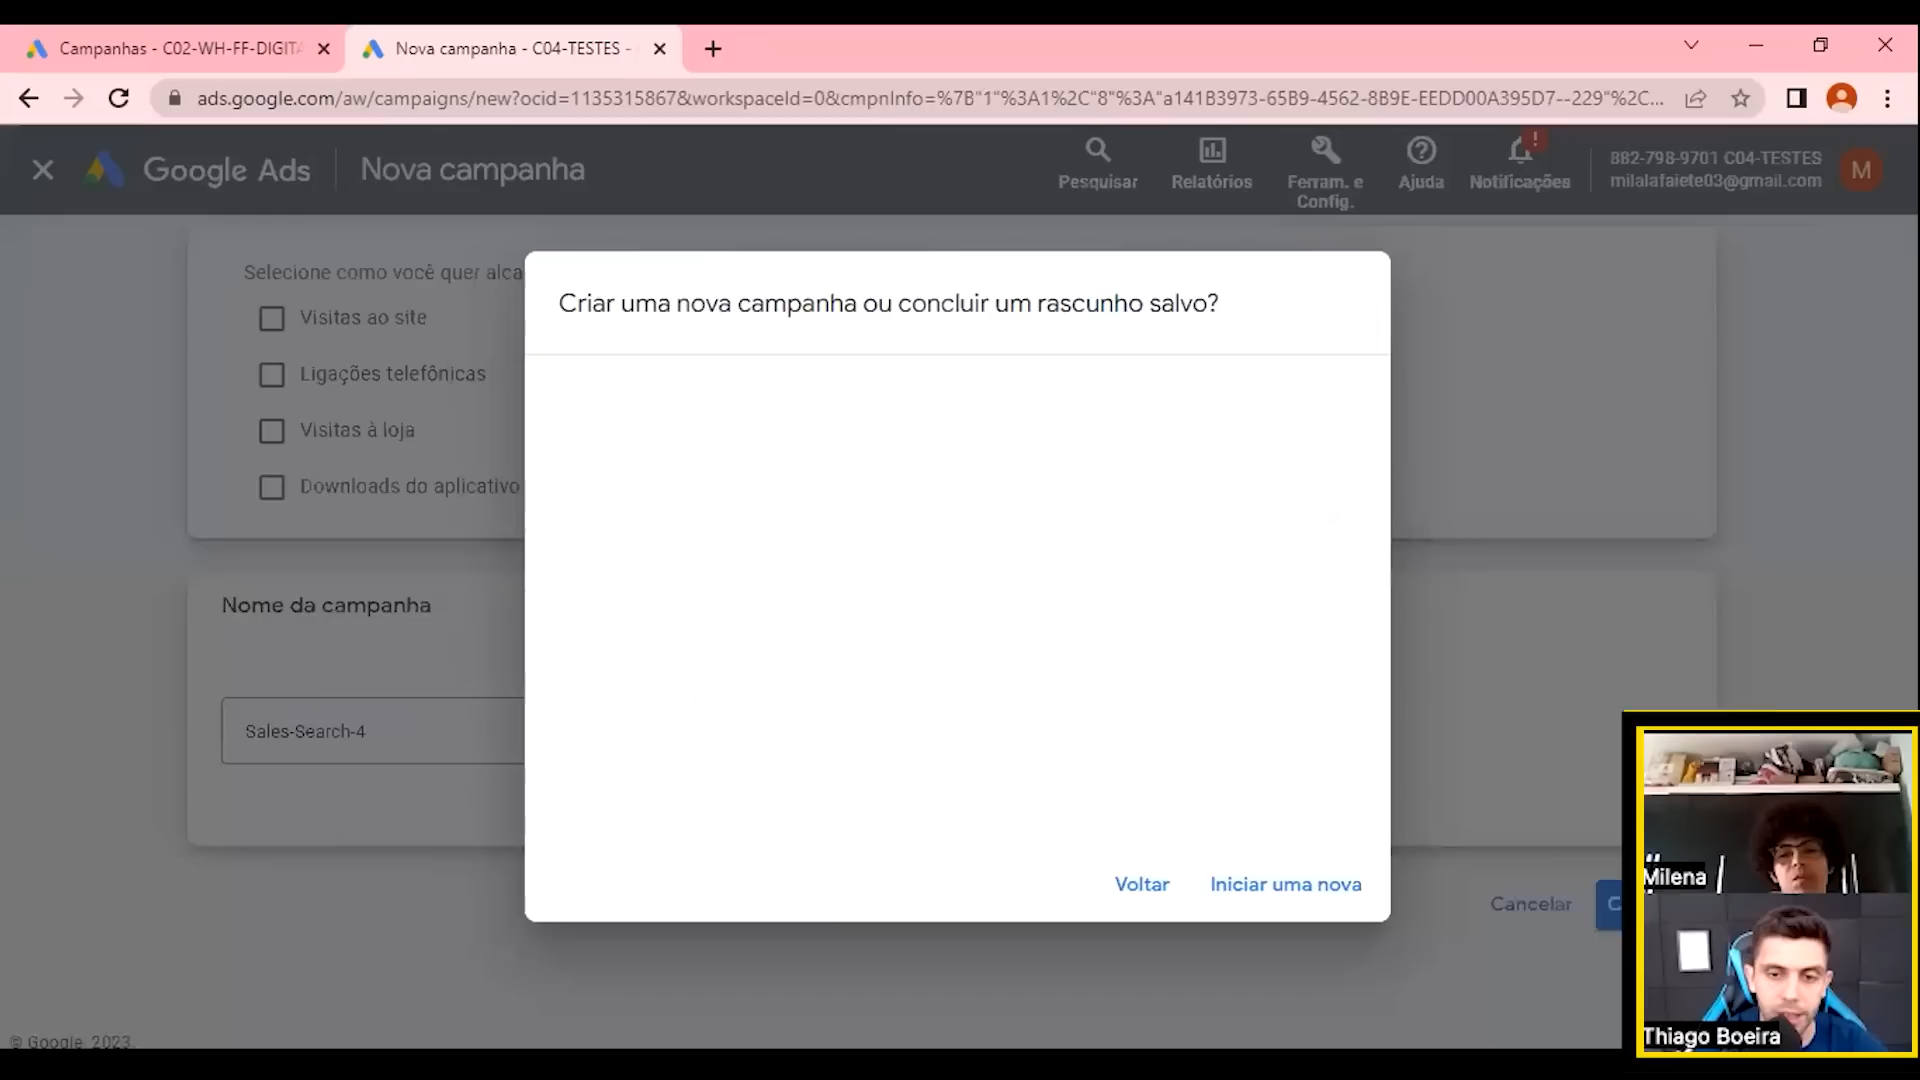 Campanhas - C02-WH-FF-DIGITA
Nova campanha - C04-TESTES -
ads.google.com/aw/campaigns/new?ocid=1135315867&workspaceId=0&cmpnInfo=%7B"1"%3A1%2C"8"%3A"a141B3973-65B9-4562-8B9E-EEDD00A395D7--229"%2C...
Google Ads
Nova campanha
Pesquisar
Relatórios
Ferram. e
Config.
Ajuda
!
Notificações
882-798-9701 C04-TESTES
milalafaiete03@gmail.com
M
Selecione como você quer alca
Visitas ao site
Ligações telefônicas
Visitas à loja
Downloads do aplicativo
Criar uma nova campanha ou concluir um rascunho salvo?
Nome da campanha
Sales-Search-4
Voltar
Iniciar uma nova
Cancelar
C
Milena
Thiago Boeira
© Google, 2023.